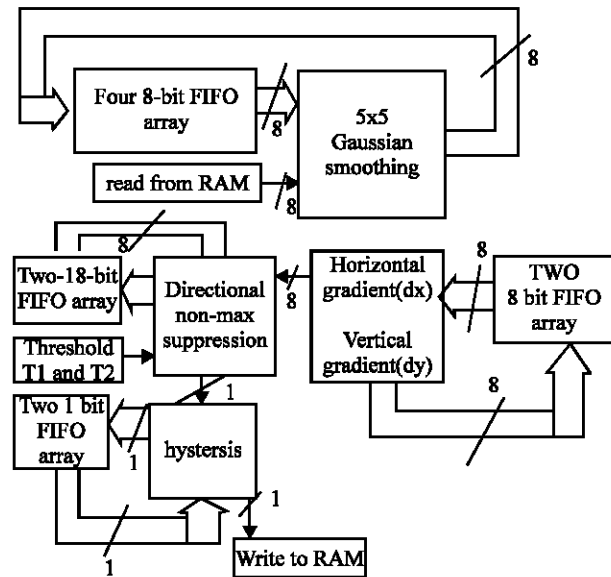 8
Four 8-bit FIFO
array
8
5x5
Gaussian
smoothing
read from RAM
8
8
Two-18-bit
FIFO array
Directional
non-max
suppression
8
Horizontal
gradient(dx)
Vertical
gradient(dy)
8
TWO
8 bit FIFO
array
Threshold
T1 and T2
8
1
Two 1 bit
FIFO
array
1
hystersis
1
1
Write to RAM